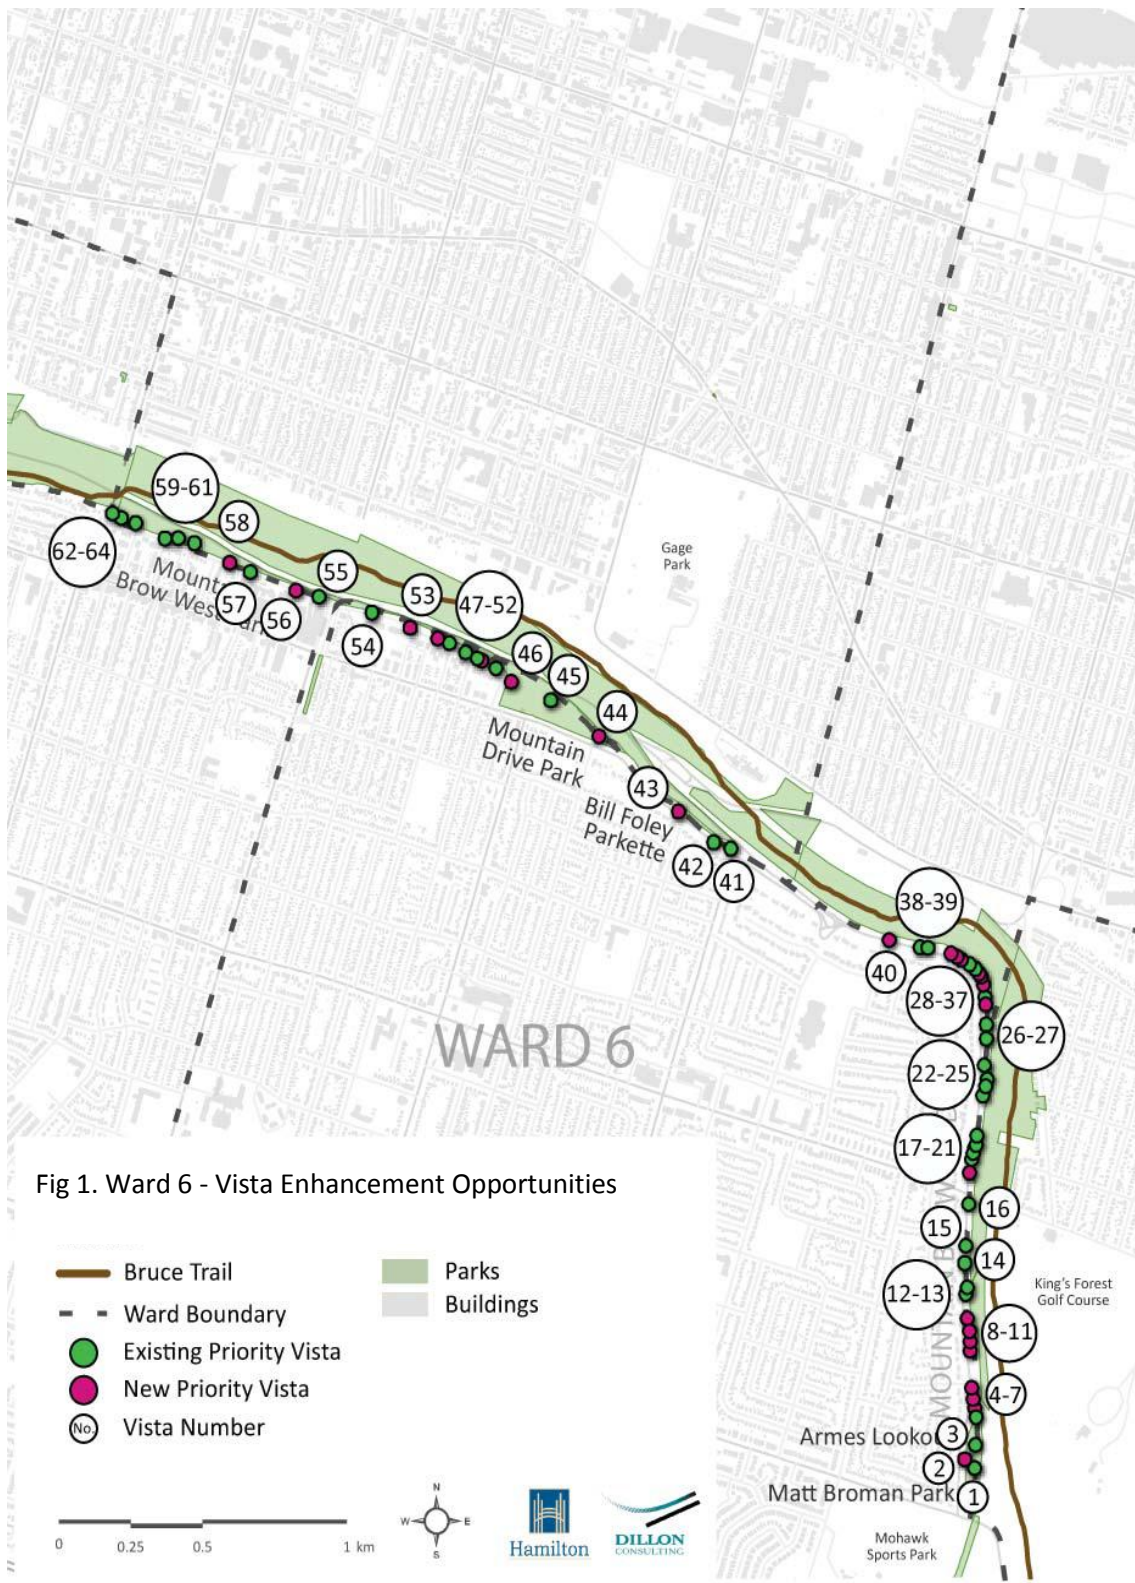 59-61
58
62-64
Gage
Park
55
53
47-52
57
56
54
46
45
44
Mountain
Drive Park
43
Bill Foley
Parkette
42
41
38-39
40
28-37
26-27
WARD 6
22-25
17-21
Fig 1. Ward 6 - Vista Enhancement Opportunities
16
15
14
12-13
King's Forest
Golf Course
8-11
4-7
3
Armes
2
Matt Broman Park
1
Mohawk
Sports Park
Bruce Trail
Ward Boundary
Existing Priority Vista
New Priority Vista
No. Vista Number
Parks
Buildings
0 0.25 0.5 1 km
N
W E
S
Hamilton
DILLON
CONSULTING